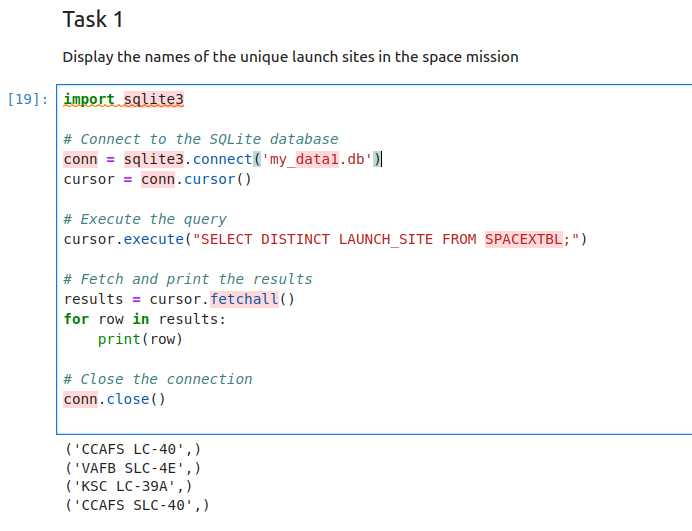 Task 1
Display the names of the unique launch sites in the space mission
[19]:
import sqlite3
# Connect to the SQLite database
conn = sqlite3.connect('my_data1.db')
cursor = conn.cursor()
# Execute the query
cursor.execute("SELECT DISTINCT LAUNCH_SITE FROM SPACEXTBL;")
# Fetch and print the results
results = cursor.fetchall()
for row in results:
    print(row)
# Close the connection
conn.close()
('CCAFS LC-40',)
('VAFB SLC-4E',)
('KSC LC-39A',)
('CCAFS SLC-40',)